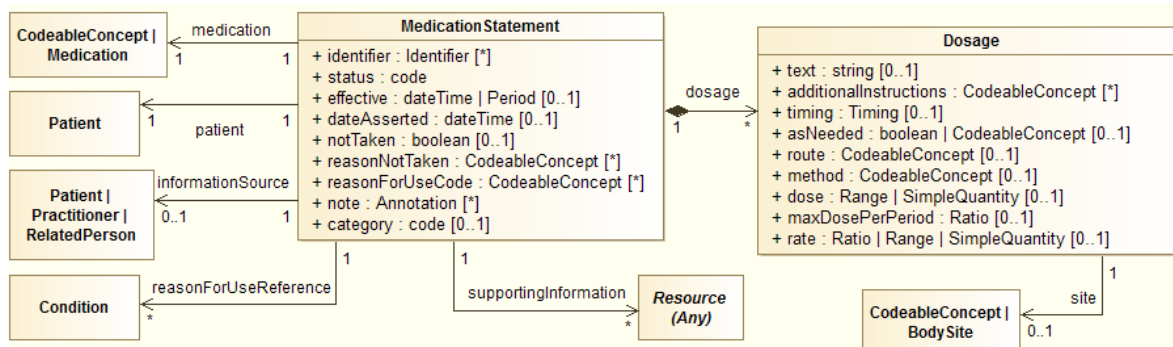 CodeableConcept |
Medication
medication
1
1
Patient
1
1
patient
Patient |
Practitioner |
RelatedPerson
informationSource
0..1
1
Condition
reasonForUseReference
*
1
MedicationStatement
+ identifier : Identifier [*]
+ status : code
+ effective : dateTime | Period [0..1]
+ dateAsserted : dateTime [0..1]
+ notTaken : boolean [0..1]
+ reasonNotTaken : CodeableConcept [*]
+ reasonForUseCode : CodeableConcept [*]
+ note : Annotation [*]
+ category : code [0..1]
1
supportingInformation
*
Resource
(Any)
dosage
1
*
Dosage
+ text : string [0..1]
+ additionalInstructions : CodeableConcept [*]
+ timing : Timing [0..1]
+ asNeeded : boolean | CodeableConcept [0..1]
+ route : CodeableConcept [0..1]
+ method : CodeableConcept [0..1]
+ dose : Range | SimpleQuantity [0..1]
+ maxDosePerPeriod : Ratio [0..1]
+ rate : Ratio | Range | SimpleQuantity [0..1]
1
site
0..1
CodeableConcept |
BodySite